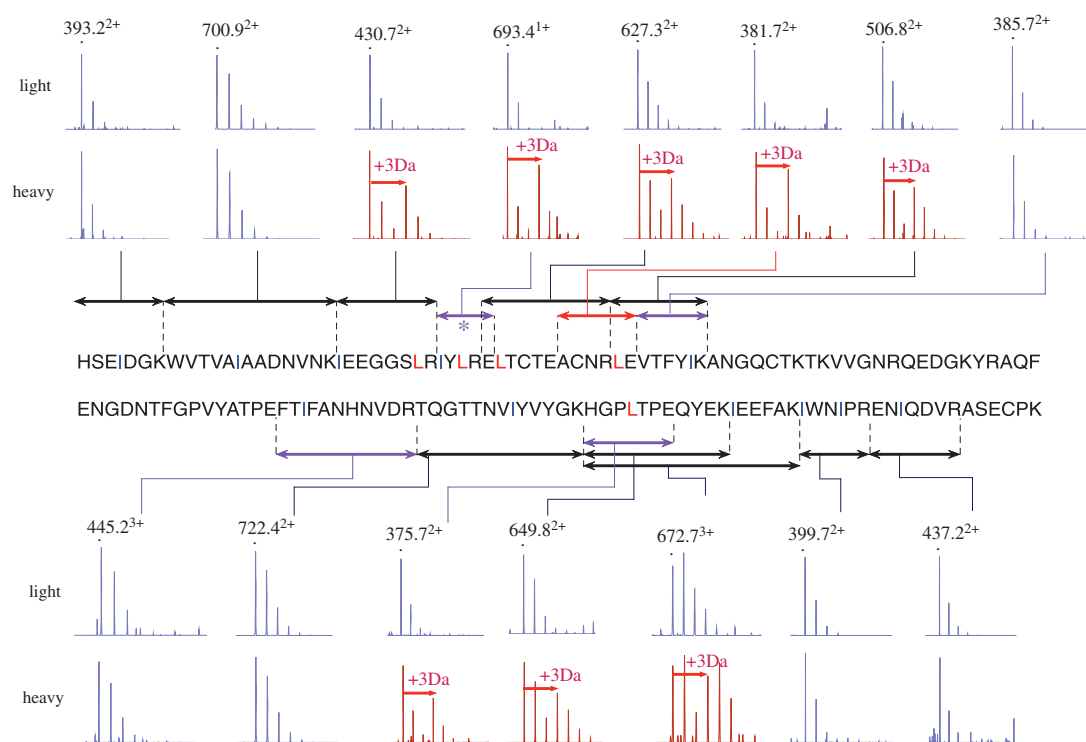 393.2²⁺ 700.9²⁺ 430.7²⁺ 693.4¹⁺ 627.3²⁺ 381.7²⁺ 506.8²⁺ 385.7²⁺
light
heavy
+3Da +3Da +3Da +3Da +3Da
*
HSEIDGKWVTVAIAADNVNKIEEGGSLRIYLRELTCTEACNRLEVTFYIKANGQCTKTKVVGNRQEDGKYRAQF
ENGDNTFGPVYATPEFTIFANHNVDRTQGTTNVIYVYGKHGPLTPEQYEKIEEFAKIWNIPRENIQDVRASECPK
445.2³⁺ 722.4²⁺ 375.7²⁺ 649.8²⁺ 672.7³⁺ 399.7²⁺ 437.2²⁺
light
heavy
+3Da +3Da +3Da